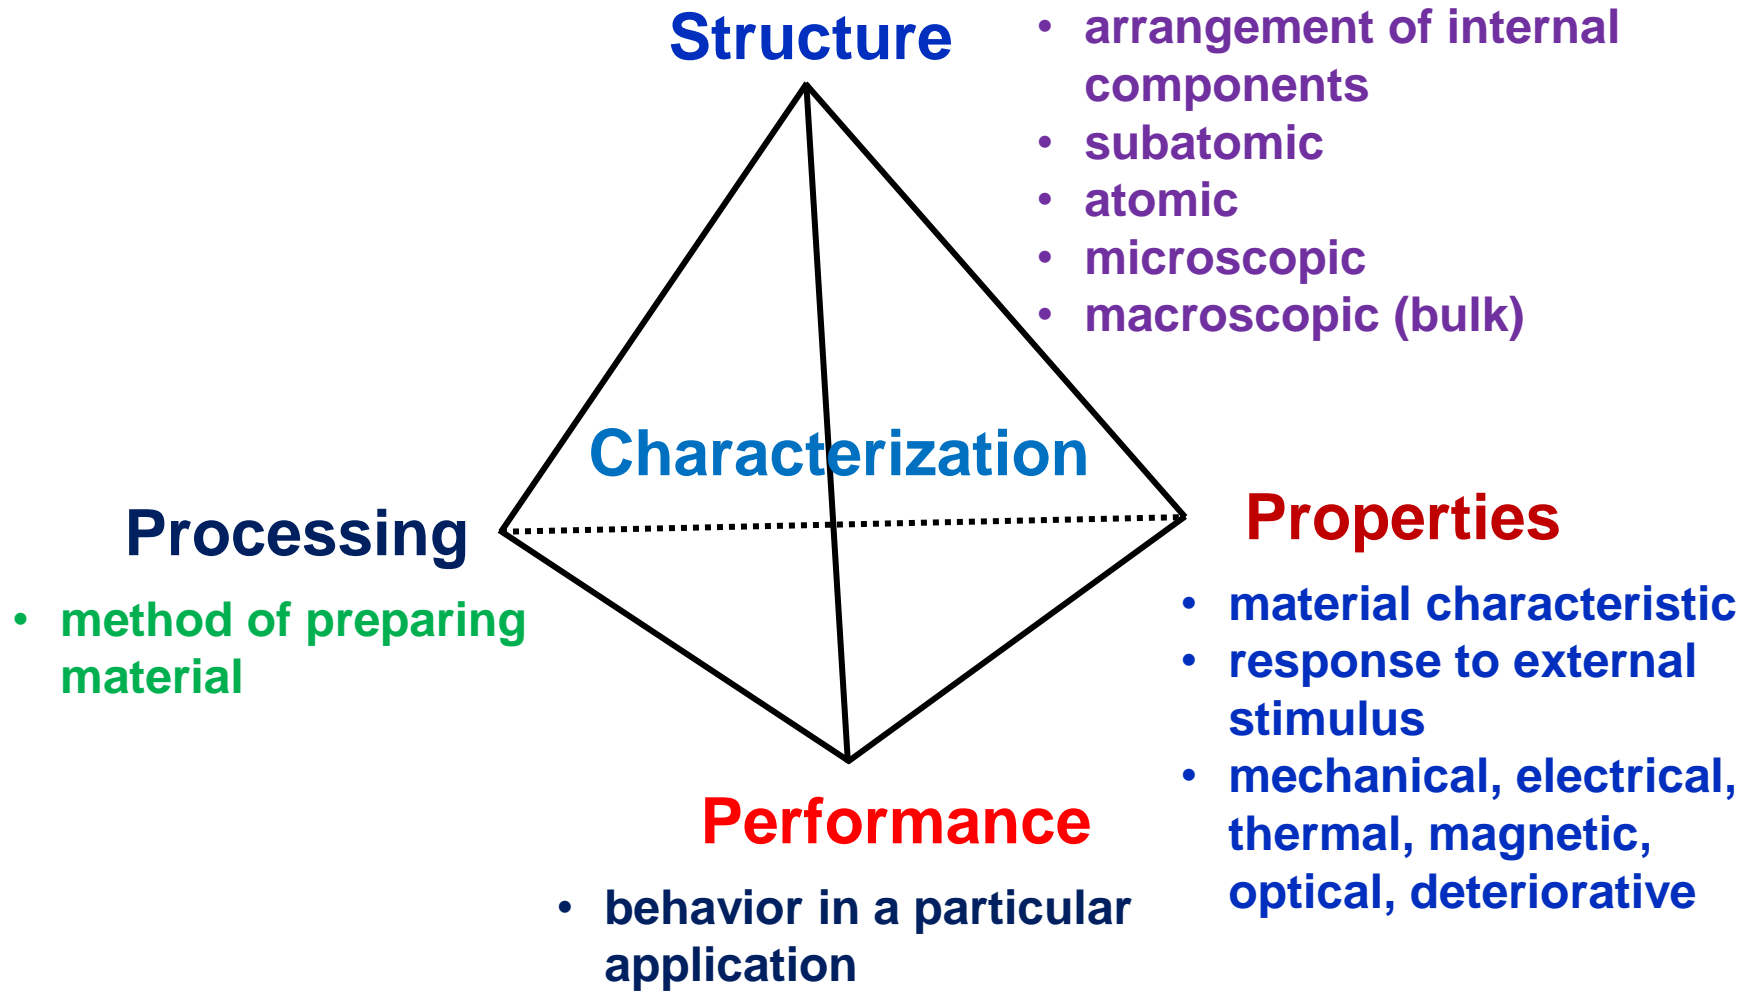 Structure
• arrangement of internal
components
• subatomic
• atomic
• microscopic
• macroscopic (bulk)
Characterization
Processing
• method of preparing
material
Properties
• material characteristic
• response to external
stimulus
• mechanical, electrical,
thermal, magnetic,
optical, deteriorative
Performance
• behavior in a particular
application